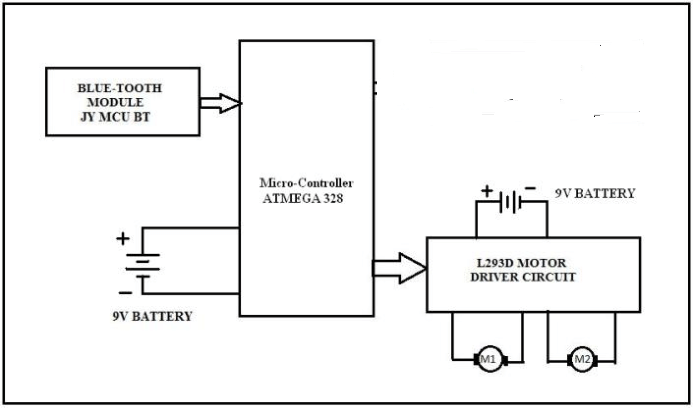 BLUE-TOOTH
MODULE
JY MCU BT
Micro-Controller
ATMEGA 328
+
−
9V BATTERY
+ −
9V BATTERY
L293D MOTOR
DRIVER CIRCUIT
M1
M2